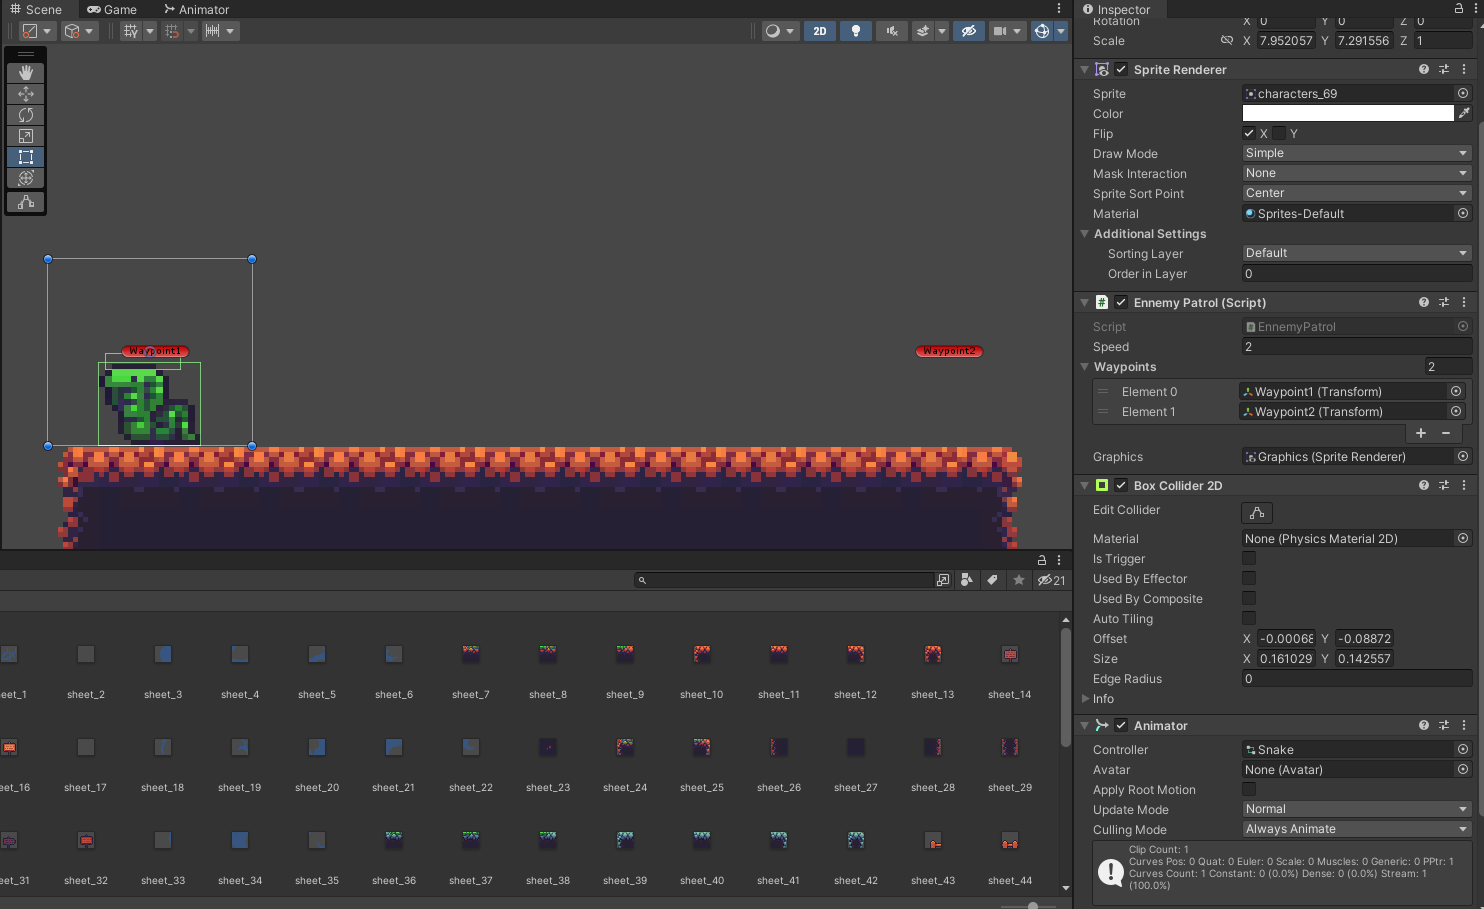 Scene
Game
Animator
2D
Waypoint1
Waypoint2
21
sheet_2
sheet_3
sheet_4
sheet_5
sheet_6
sheet_7
sheet_8
sheet_9
sheet_10
sheet_11
sheet_12
sheet_13
sheet_14
sheet_17
sheet_18
sheet_19
sheet_20
sheet_21
sheet_22
sheet_23
sheet_24
sheet_25
sheet_26
sheet_27
sheet_28
sheet_29
sheet_32
sheet_33
sheet_34
sheet_35
sheet_36
sheet_37
sheet_38
sheet_39
sheet_40
sheet_41
sheet_42
sheet_43
sheet_44
Inspector
Rotation X 0 Y 0 Z 0
Scale X 7.952057 Y 7.291556 Z 1
Sprite Renderer
Sprite characters_69
Color
Flip X Y
Draw Mode Simple
Mask Interaction None
Sprite Sort Point Center
Material Sprites-Default
Additional Settings
Sorting Layer Default
Order in Layer 0
Ennemy Patrol (Script)
Script EnnemyPatrol
Speed 2
Waypoints 2
Element 0 Waypoint1 (Transform)
Element 1 Waypoint2 (Transform)
+ −
Graphics Graphics (Sprite Renderer)
Box Collider 2D
Edit Collider
Material None (Physics Material 2D)
Is Trigger
Used By Effector
Used By Composite
Auto Tiling
Offset X -0.00068 Y -0.08872
Size X 0.161029 Y 0.142557
Edge Radius 0
Info
Animator
Controller Snake
Avatar None (Avatar)
Apply Root Motion
Update Mode Normal
Culling Mode Always Animate
Clip Count: 1
Curves Pos: 0 Quat: 0 Euler: 0 Scale: 0 Muscles: 0 Generic: 0 PPtr: 1
Curves Count: 1 Constant: 0 (0.0%) Dense: 0 (0.0%) Stream: 1
(100.0%)